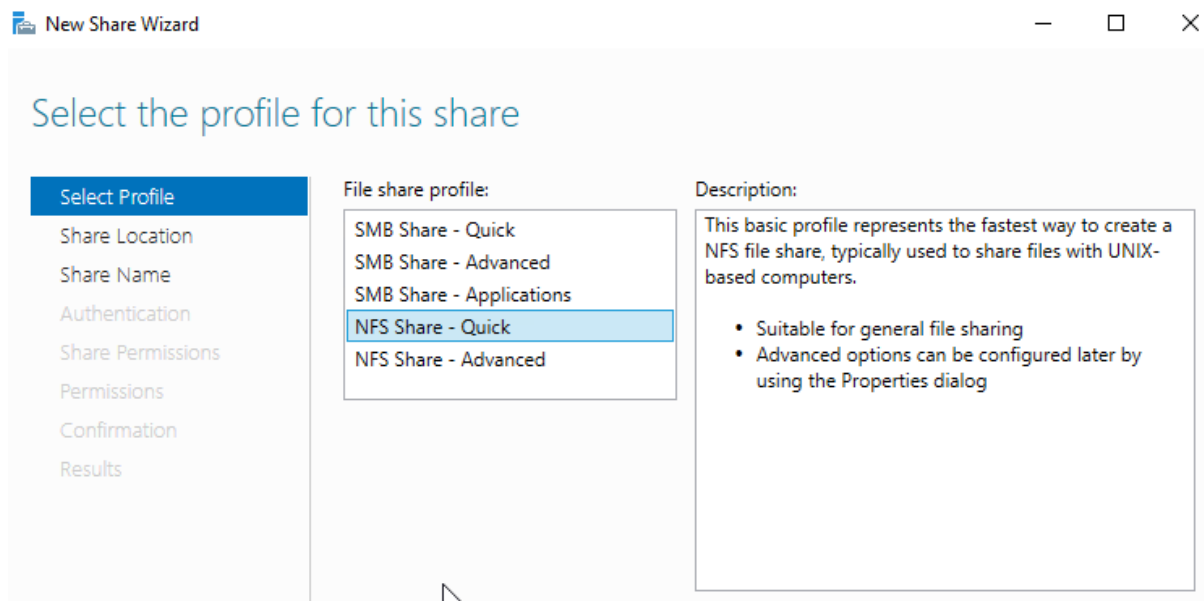 New Share Wizard
Select the profile for this share
Select Profile
Share Location
Share Name
Authentication
Share Permissions
Permissions
Confirmation
Results
File share profile:
SMB Share - Quick
SMB Share - Advanced
SMB Share - Applications
NFS Share - Quick
NFS Share - Advanced
Description:
This basic profile represents the fastest way to create a
NFS file share, typically used to share files with UNIX-
based computers.
• Suitable for general file sharing
• Advanced options can be configured later by
using the Properties dialog